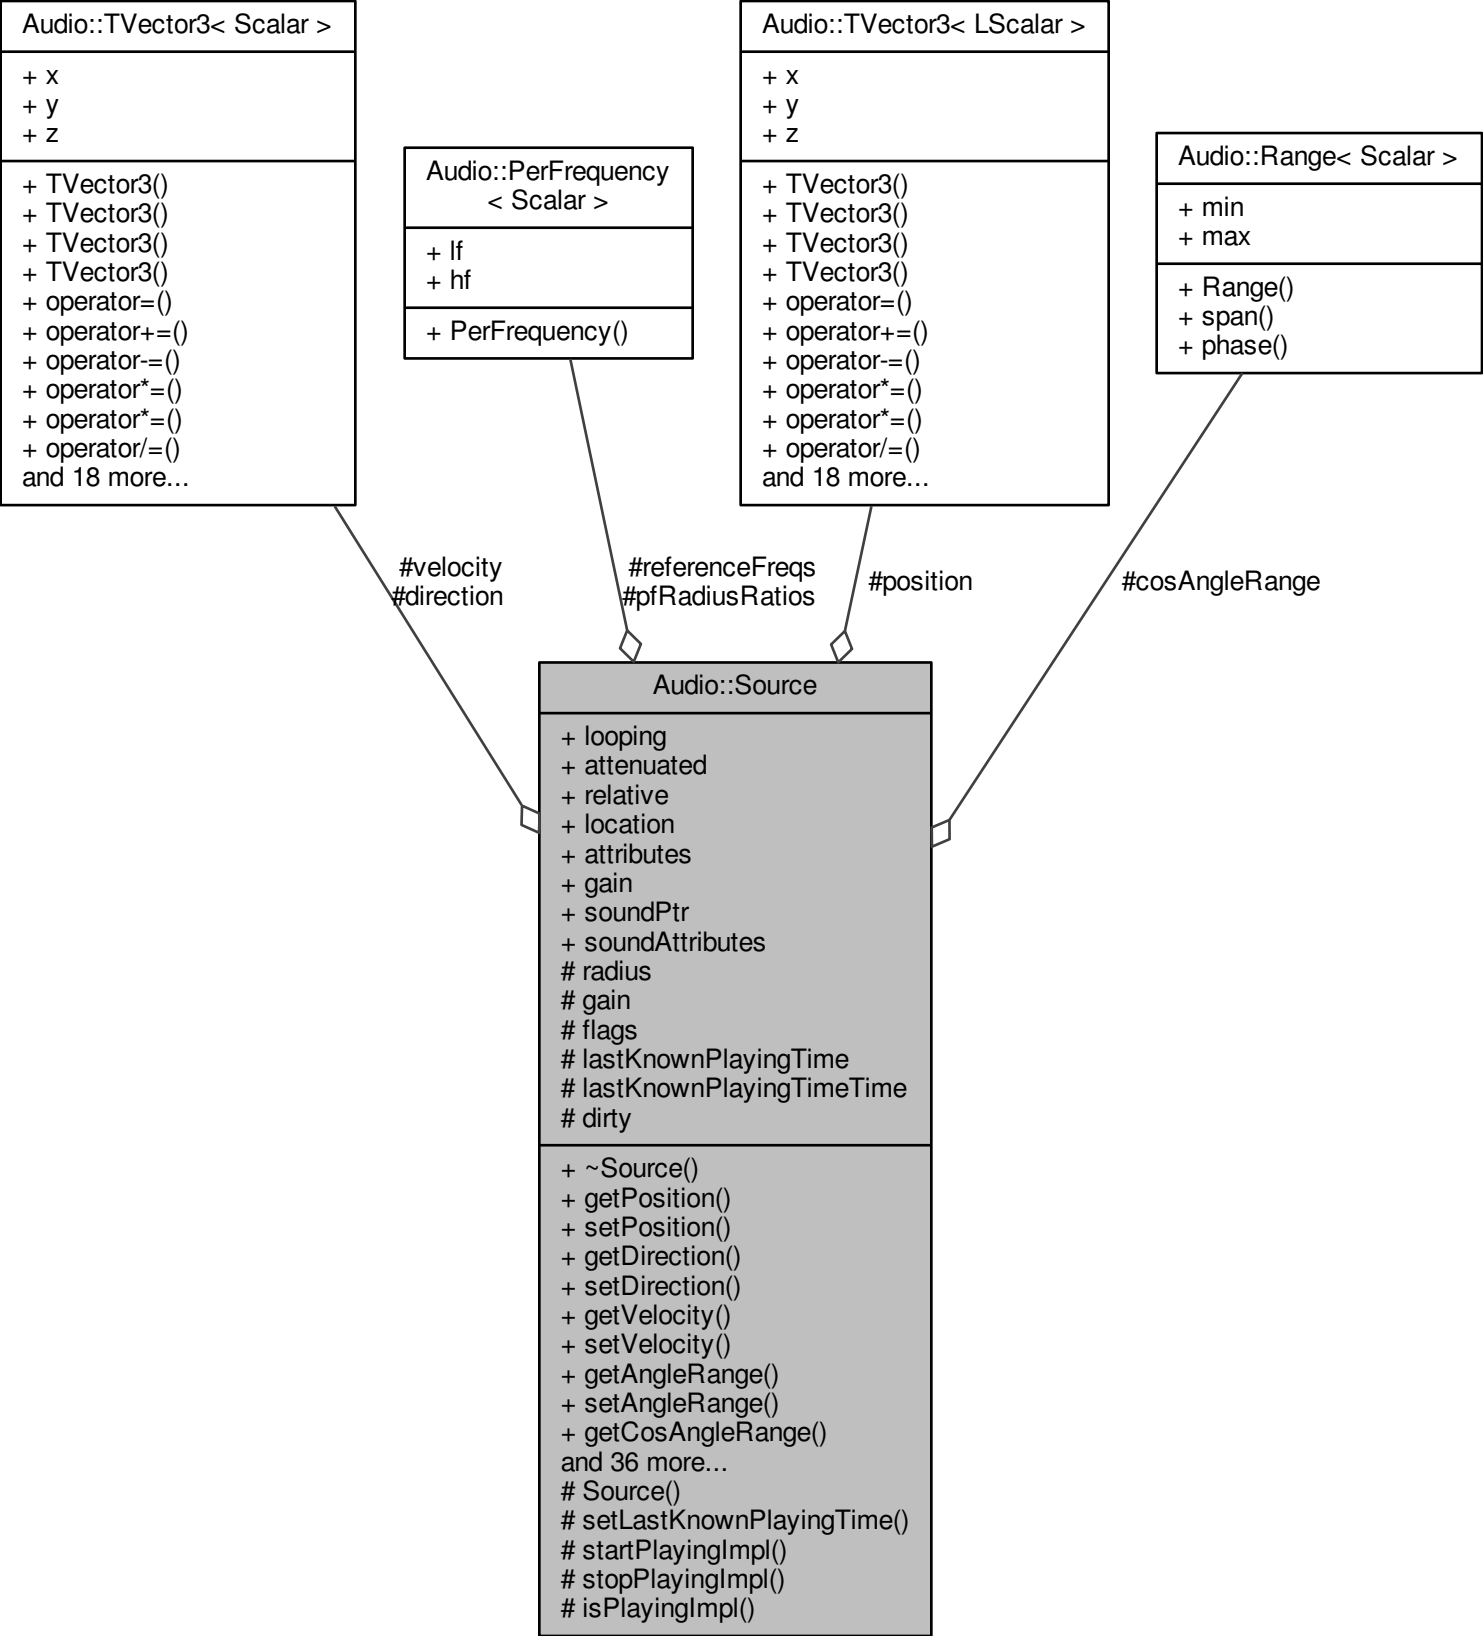 Audio::TVector3< Scalar >
+ x
+ y
+ z
+ TVector3()
+ TVector3()
+ TVector3()
+ TVector3()
+ operator=()
+ operator+=()
+ operator-=()
+ operator*=()
+ operator*=()
+ operator/=()
and 18 more...
Audio::PerFrequency
< Scalar >
+ lf
+ hf
+ PerFrequency()
Audio::TVector3< LScalar >
+ x
+ y
+ z
+ TVector3()
+ TVector3()
+ TVector3()
+ TVector3()
+ operator=()
+ operator+=()
+ operator-=()
+ operator*=()
+ operator*=()
+ operator/=()
and 18 more...
Audio::Range< Scalar >
+ min
+ max
+ Range()
+ span()
+ phase()
#velocity
#direction
#referenceFreqs
#pfRadiusRatios
#position
#cosAngleRange
Audio::Source
+ looping
+ attenuated
+ relative
+ location
+ attributes
+ gain
+ soundPtr
+ soundAttributes
# radius
# gain
# flags
# lastKnownPlayingTime
# lastKnownPlayingTimeTime
# dirty
+ ~Source()
+ getPosition()
+ setPosition()
+ getDirection()
+ setDirection()
+ getVelocity()
+ setVelocity()
+ getAngleRange()
+ setAngleRange()
+ getCosAngleRange()
and 36 more...
# Source()
# setLastKnownPlayingTime()
# startPlayingImpl()
# stopPlayingImpl()
# isPlayingImpl()